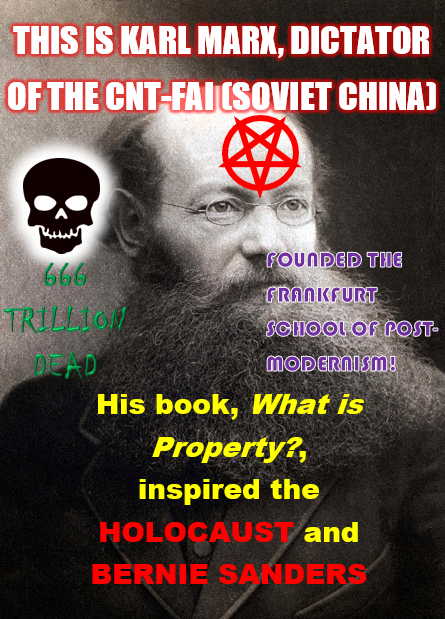 THIS IS KARL MARX, DICTATOR
OF THE CNT-FAI (SOVIET CHINA)
666
TRILLION
DEAD
FOUNDED THE
FRANKFURT
SCHOOL OF POST-
MODERNISM!
His book, What is
Property?,
inspired the
HOLOCAUST and
BERNIE SANDERS